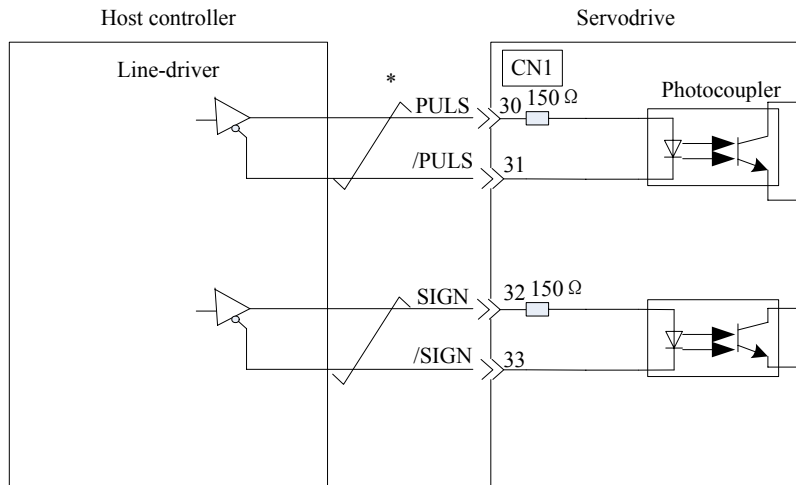 Host controller
Servodrive
Line-driver
*
CN1
Photocoupler
PULS
30
150 Ω
/PULS
31
SIGN
32
150 Ω
/SIGN
33